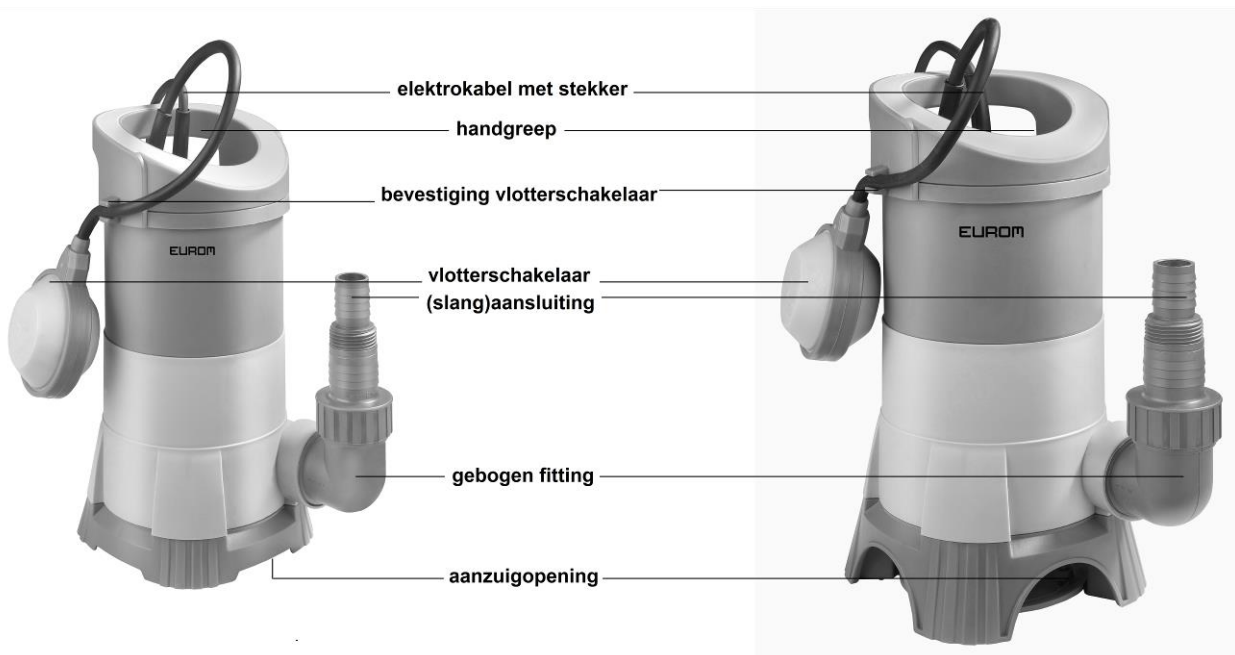 elektrokabel met stekker
handgreep
bevestiging vlotterschakelaar
EUROM
EUROM
vlotterschakelaar
(slang)aansluiting
gebogen fitting
aanzuigopening